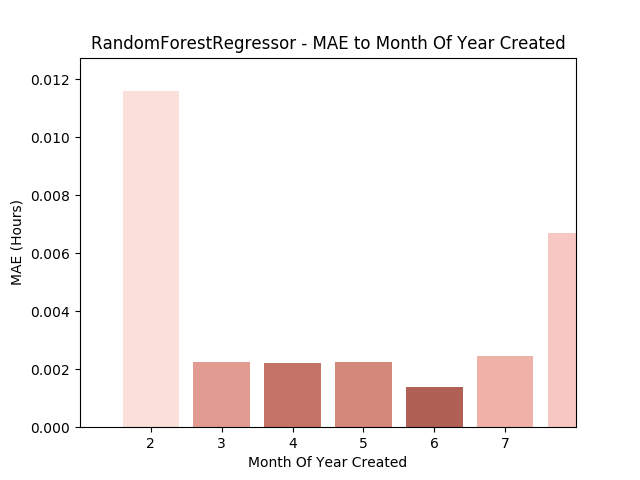 RandomForestRegressor - MAE to Month Of Year Created
0.012
0.010
0.008
0.006
0.004
0.002
0.000
MAE (Hours)
2 3 4 5 6 7
Month Of Year Created